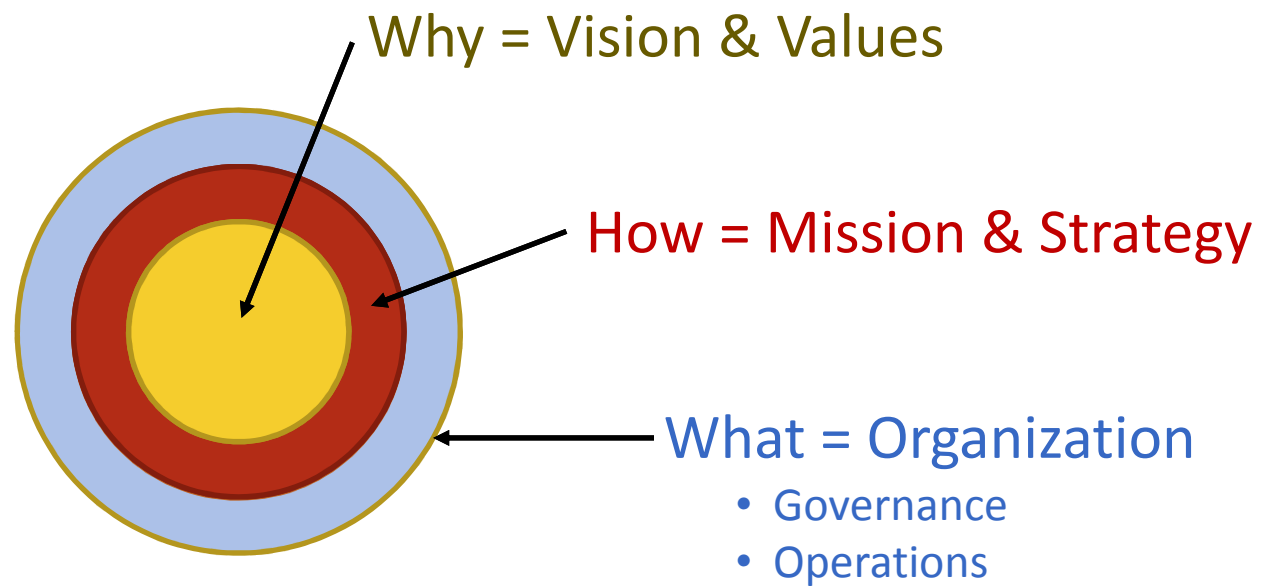 Why = Vision & Values
How = Mission & Strategy
What = Organization
• Governance
• Operations